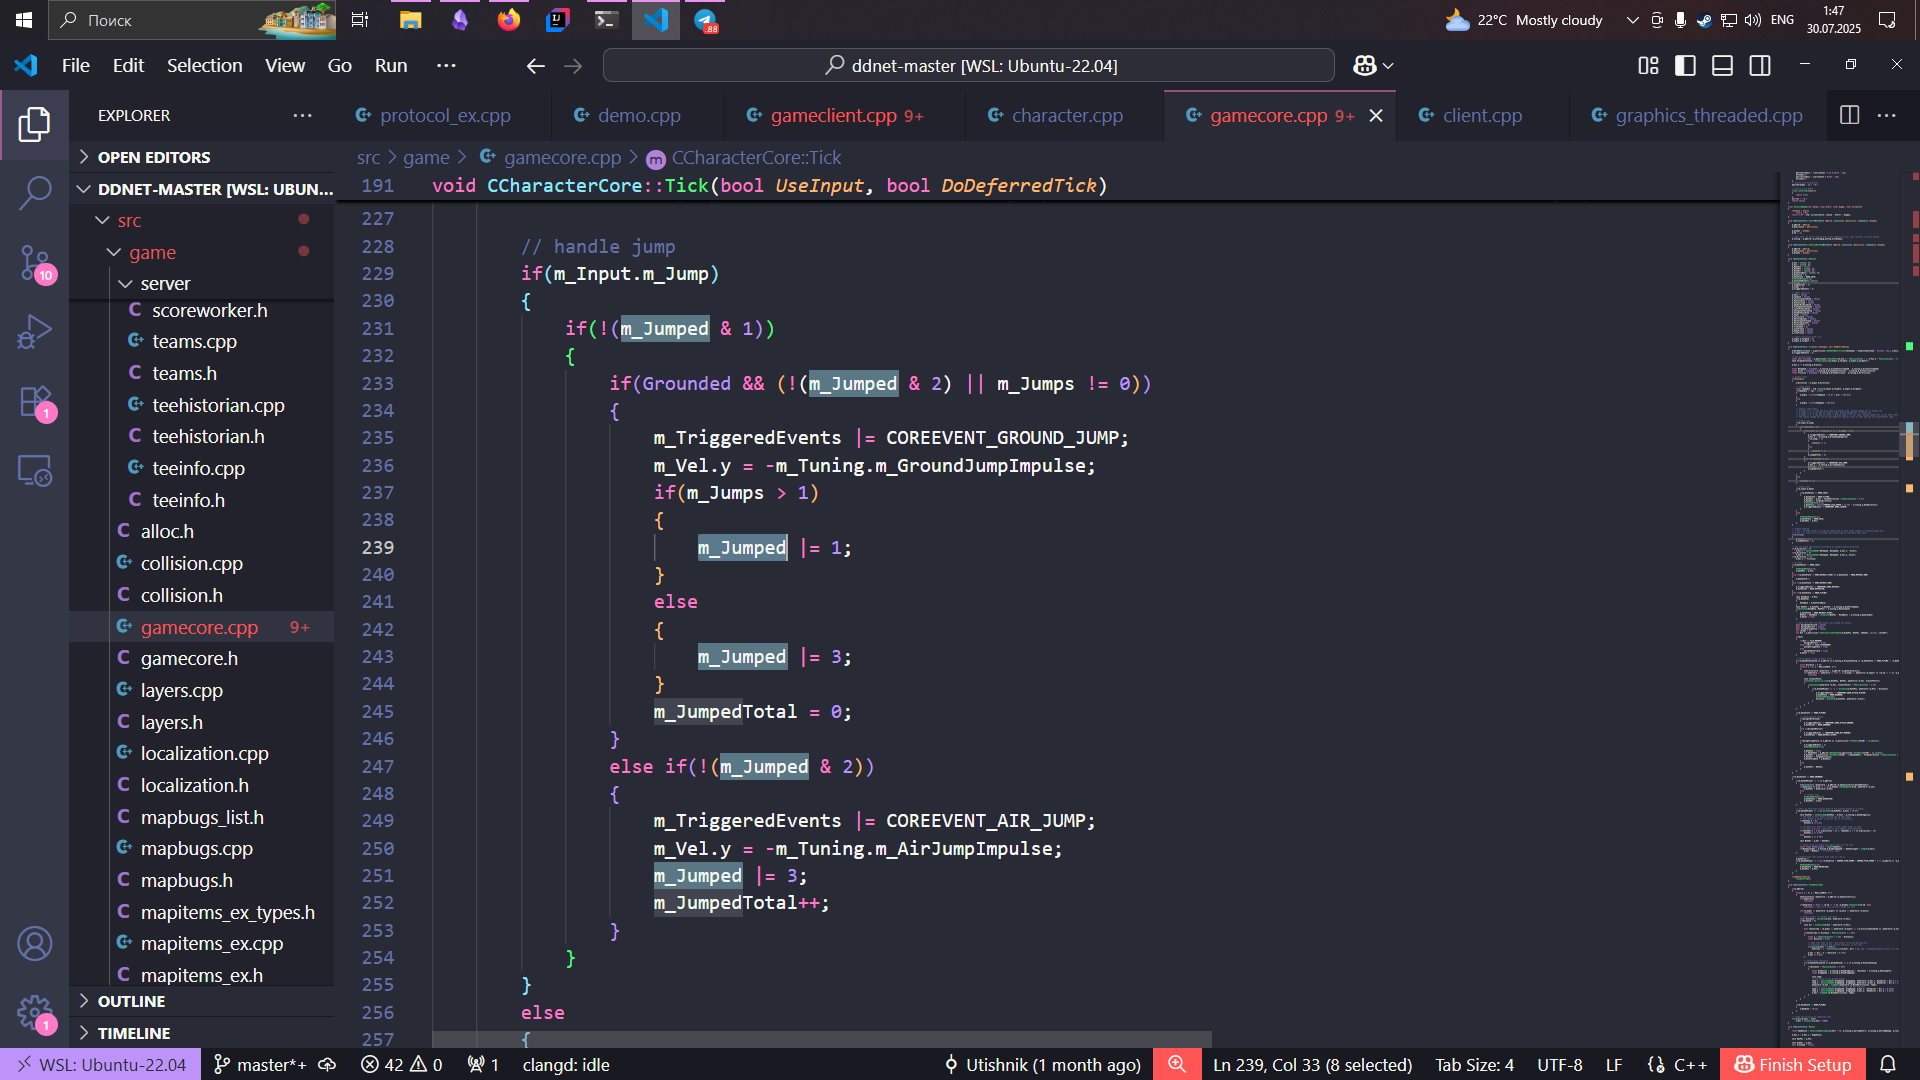 Поиск
88
22°C Mostly cloudy
ENG
1:47
30.07.2025
File Edit Selection View Go Run ···
ddnet-master [WSL: Ubuntu-22.04]
EXPLORER
protocol_ex.cpp
demo.cpp
gameclient.cpp 9+
character.cpp
gamecore.cpp 9+
client.cpp
graphics_threaded.cpp
OPEN EDITORS
DDNET-MASTER [WSL: UBUN...
src
game
server
scoreworker.h
teams.cpp
teams.h
teehistorian.cpp
teehistorian.h
teeinfo.cpp
teeinfo.h
alloc.h
collision.cpp
collision.h
gamecore.cpp 9+
gamecore.h
layers.cpp
layers.h
localization.cpp
localization.h
mapbugs_list.h
mapbugs.cpp
mapbugs.h
mapitems_ex_types.h
mapitems_ex.cpp
mapitems_ex.h
OUTLINE
TIMELINE
10
1
1
src > game > gamecore.cpp > CCharacterCore::Tick
191 void CCharacterCore::Tick(bool UseInput, bool DoDeferredTick)
227
228 // handle jump
229 if(m_Input.m_Jump)
230 {
231 if(!(m_Jumped & 1))
232 {
233 if(Grounded && (!(m_Jumped & 2) || m_Jumps != 0))
234 {
235 m_TriggeredEvents |= COREEVENT_GROUND_JUMP;
236 m_Vel.y = -m_Tuning.m_GroundJumpImpulse;
237 if(m_Jumps > 1)
238 {
239 m_Jumped |= 1;
240 }
241 else
242 {
243 m_Jumped |= 3;
244 }
245 m_JumpedTotal = 0;
246 }
247 else if(!(m_Jumped & 2))
248 {
249 m_TriggeredEvents |= COREEVENT_AIR_JUMP;
250 m_Vel.y = -m_Tuning.m_AirJumpImpulse;
251 m_Jumped |= 3;
252 m_JumpedTotal++;
253 }
254 }
255 }
256 else
257 {
WSL: Ubuntu-22.04 master*+ 42 0 1 clangd: idle Utishnik (1 month ago) Ln 239, Col 33 (8 selected) Tab Size: 4 UTF-8 LF {} C++ Finish Setup